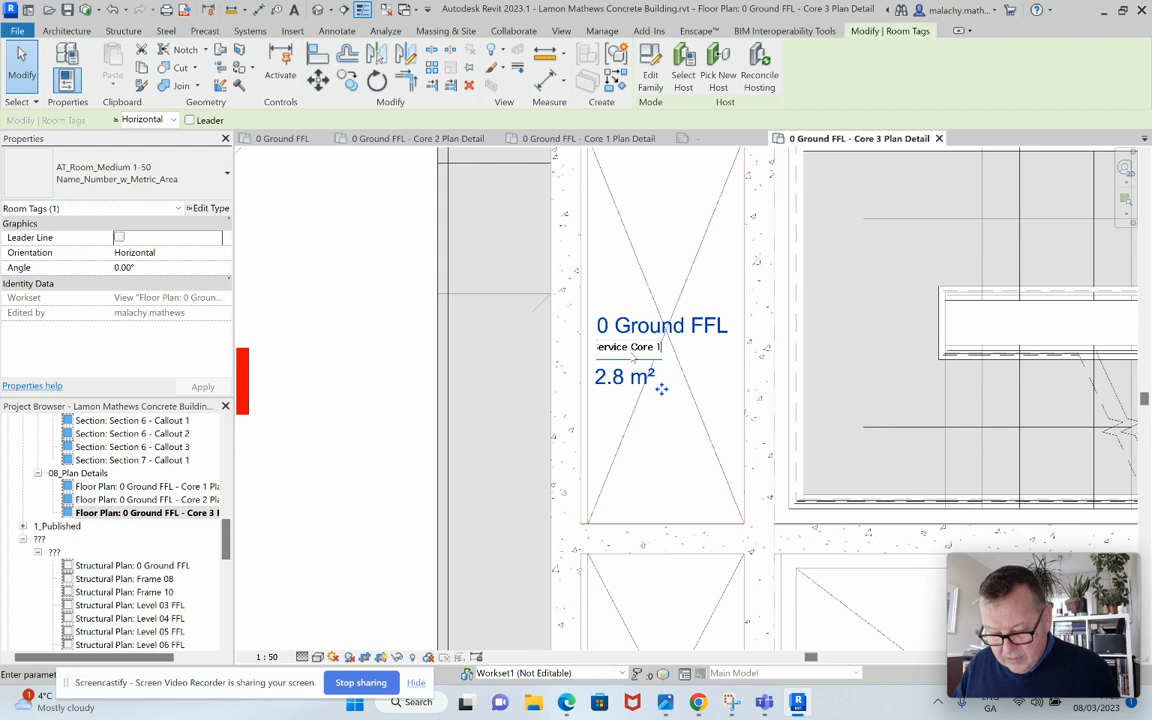 Autodesk Revit 2023.1 - Lamon Mathews Concrete Building.rvt - Floor Plan: 0 Ground FFL - Core 3 Plan Detail
malachy.math...
File
Architecture
Structure
Steel
Precast
Systems
Insert
Annotate
Analyze
Massing & Site
Collaborate
View
Manage
Add-Ins
Enscape™
BIM Interoperability Tools
Modify | Room Tags
Modify
Properties
Paste
Notch
Cut
Join
Activate
Edit Family
Select Host
Pick New Host
Reconcile Hosting
Select
Properties
Clipboard
Geometry
Controls
Modify
View
Measure
Create
Mode
Host
Modify | Room Tags
Horizontal
Leader
Properties
0 Ground FFL
0 Ground FFL - Core 2 Plan Detail
0 Ground FFL - Core 1 Plan Detail
0 Ground FFL - Core 3 Plan Detail
AT_Room_Medium 1-50
Name_Number_w_Metric_Area
Room Tags (1)
Edit Type
Graphics
Leader Line
Orientation Horizontal
Angle 0.00°
Identity Data
Workset View "Floor Plan: 0 Groun...
Edited by malachy.mathews
Properties help
Apply
0 Ground FFL
ervice Core 1
2.8 m²
Project Browser - Lamon Mathews Concrete Buildin...
Section: Section 6 - Callout 1
Section: Section 6 - Callout 2
Section: Section 6 - Callout 3
Section: Section 7 - Callout 1
08_Plan Details
Floor Plan: 0 Ground FFL - Core 1 Pla
Floor Plan: 0 Ground FFL - Core 2 Pla
Floor Plan: 0 Ground FFL - Core 3 P
1_Published
???
???
Structural Plan: 0 Ground FFL
Structural Plan: Frame 08
Structural Plan: Frame 10
Structural Plan: Level 03 FFL
Structural Plan: Level 04 FFL
Structural Plan: Level 05 FFL
Structural Plan: Level 06 FFL
1 : 50
Enter parame
Workset1 (Not Editable)
:0
Main Model
Screencastify - Screen Video Recorder is sharing your screen.
Stop sharing
Hide
4°C
Mostly cloudy
Search
ENG
GA
08/03/2023